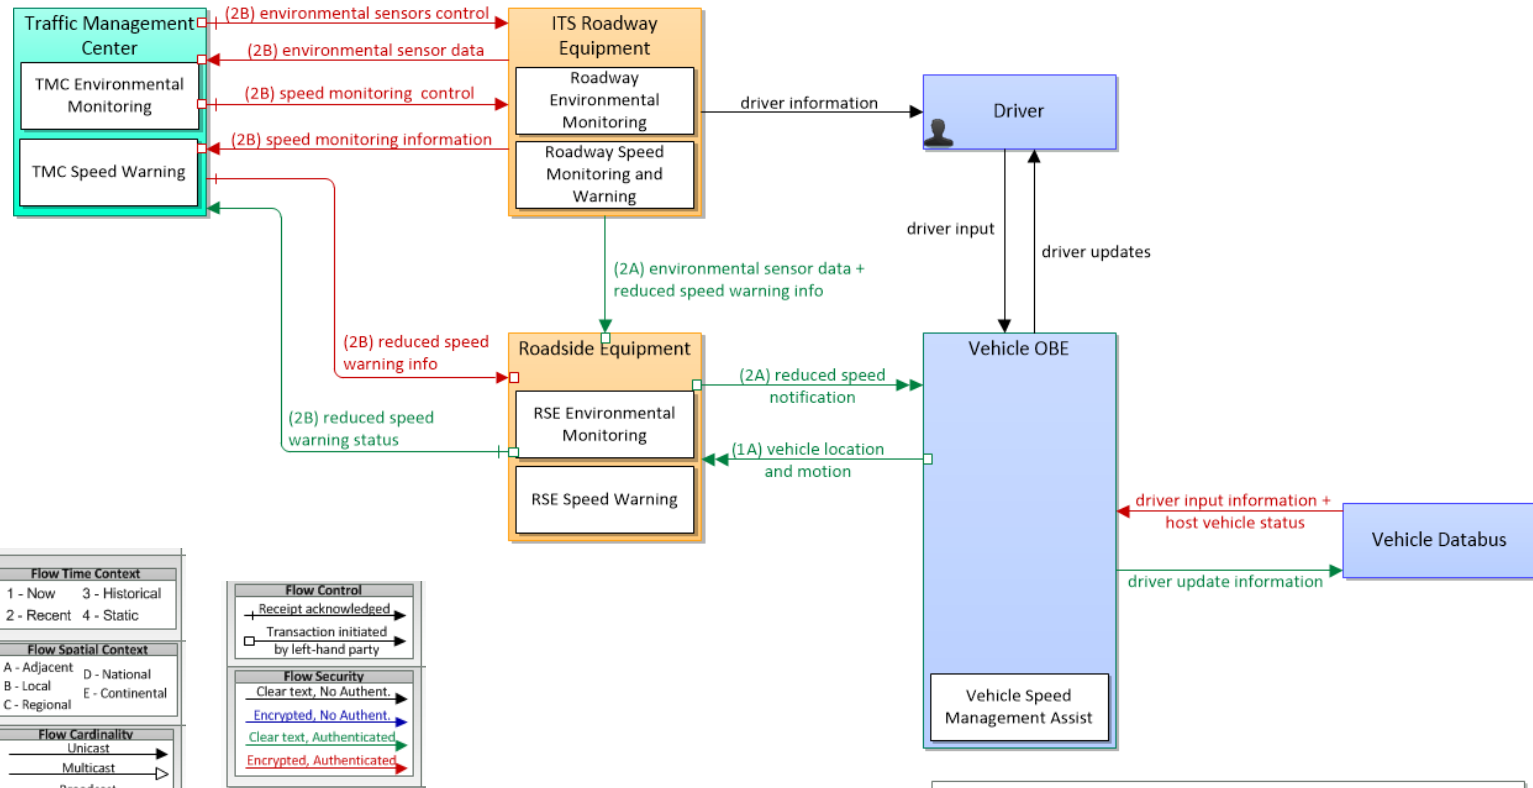 Traffic Management
Center
TMC Environmental
Monitoring
TMC Speed Warning
(2B) environmental sensors control
(2B) environmental sensor data
(2B) speed monitoring control
(2B) speed monitoring information
ITS Roadway
Equipment
Roadway
Environmental
Monitoring
Roadway Speed
Monitoring and
Warning
driver information
Driver
driver input
driver updates
(2A) environmental sensor data +
reduced speed warning info
(2B) reduced speed
warning info
(2B) reduced speed
warning status
Roadside Equipment
RSE Environmental
Monitoring
RSE Speed Warning
(2A) reduced speed
notification
(1A) vehicle location
and motion
Vehicle OBE
Vehicle Speed
Management Assist
driver input information +
host vehicle status
driver update information
Vehicle Databus
Flow Time Context
1 - Now 3 - Historical
2 - Recent 4 - Static
Flow Spatial Context
A - Adjacent
B - Local
C - Regional
D - National
E - Continental
Flow Cardinality
Unicast
Multicast
Flow Control
Receipt acknowledged
Transaction initiated
by left-hand party
Flow Security
Clear text, No Authent.
Encrypted, No Authent.
Clear text, Authenticated
Encrypted, Authenticated